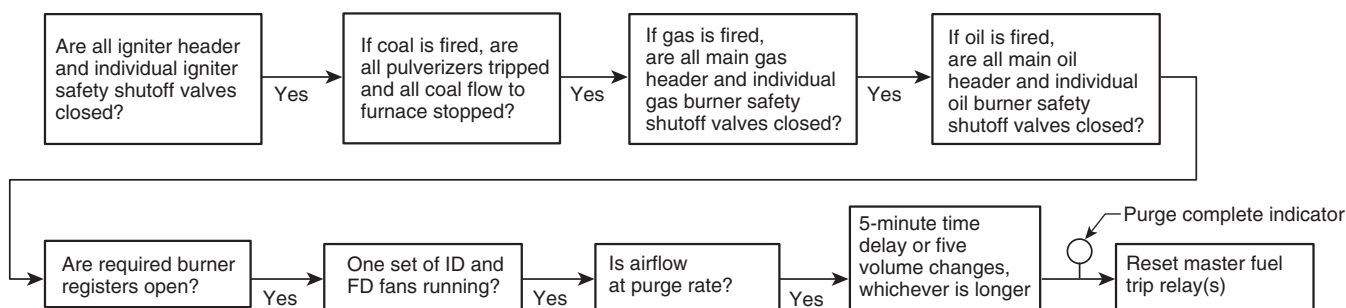 Are all igniter header
and individual igniter
safety shutoff valves
closed?
Yes
If coal is fired, are
all pulverizers tripped
and all coal flow to
furnace stopped?
Yes
If gas is fired,
are all main gas
header and individual
gas burner safety
shutoff valves closed?
Yes
If oil is fired,
are all main oil
header and individual
oil burner safety
shutoff valves closed?
Are required burner
registers open?
Yes
One set of ID and
FD fans running?
Yes
Is airflow
at purge rate?
Yes
5-minute time
delay or five
volume changes,
whichever is longer
Purge complete indicator
Reset master fuel
trip relay(s)